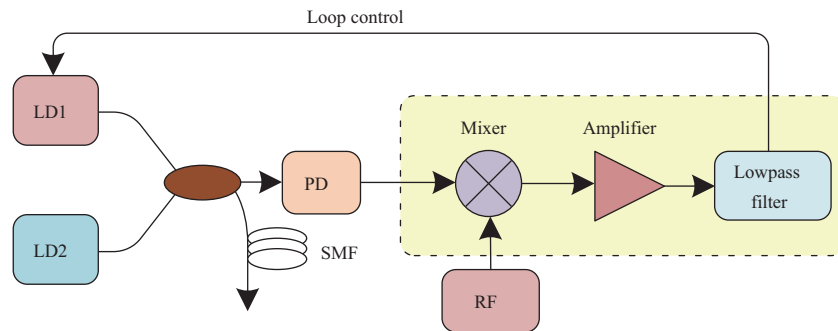 Loop control
LD1
Mixer
Amplifier
PD
Lowpass
filter
LD2
SMF
RF